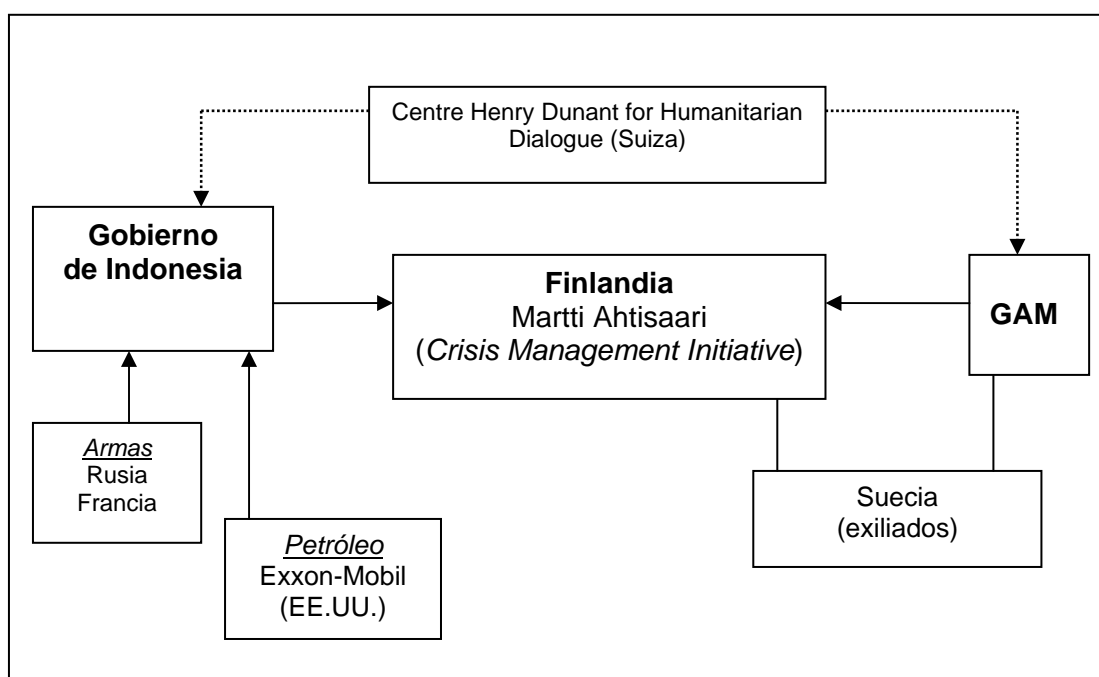 Centre Henry Dunant for Humanitarian
Dialogue (Suiza)
Gobierno
de Indonesia
Finlandia
Martti Ahtisaari
(Crisis Management Initiative)
GAM
Armas
Rusia
Francia
Petróleo
Exxon-Mobil
(EE.UU.)
Suecia
(exiliados)